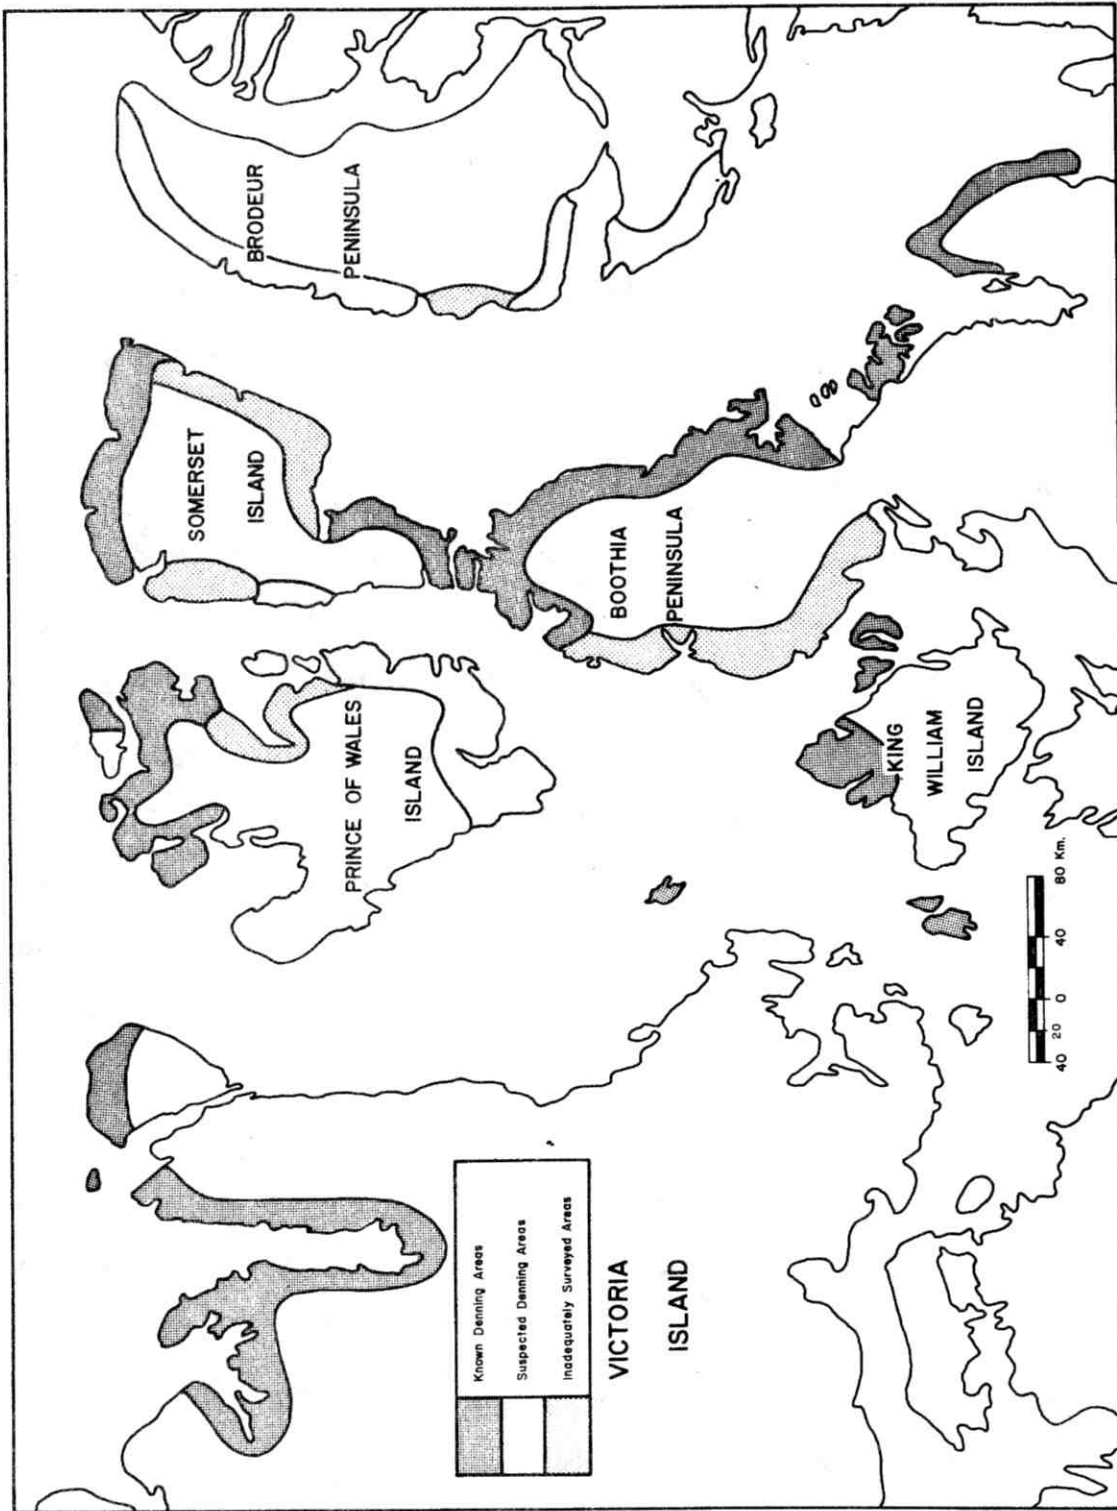 BRODEUR
PENINSULA
SOMERSET
ISLAND
BOOTHIA
PENINSULA
PRINCE OF WALES
ISLAND
KING
WILLIAM
ISLAND
VICTORIA
ISLAND
Known Denning Areas
Suspected Denning Areas
Inadequately Surveyed Areas
40 20 0 40 80 Km.